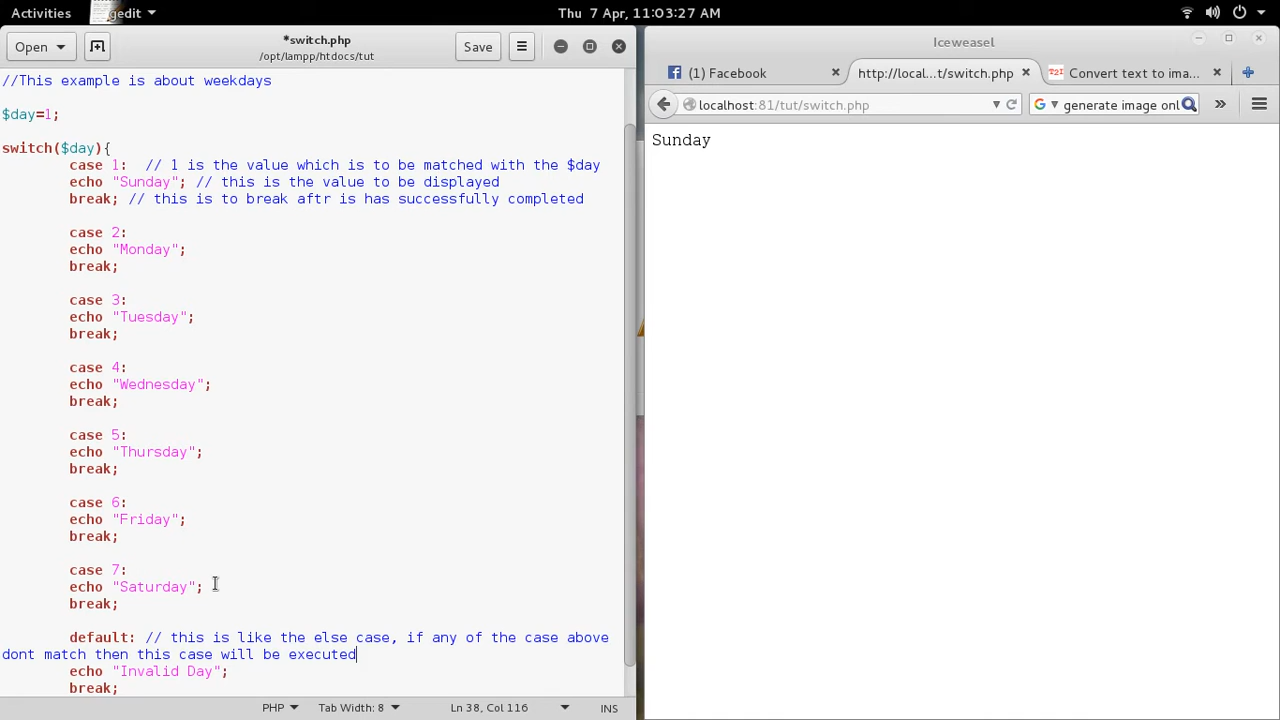 Activities
gedit
Thu 7 Apr, 11:03:27 AM
Open
*switch.php
/opt/lampp/htdocs/tut
Save
//This example is about weekdays
$day=1;
switch($day){
case 1:  // 1 is the value which is to be matched with the $day
echo "Sunday"; // this is the value to be displayed
break; // this is to break aftr is has successfully completed
case 2:
echo "Monday";
break;
case 3:
echo "Tuesday";
break;
case 4:
echo "Wednesday";
break;
case 5:
echo "Thursday";
break;
case 6:
echo "Friday";
break;
case 7:
echo "Saturday";
break;
default: // this is like the else case, if any of the case above
dont match then this case will be executed
echo "Invalid Day";
break;
PHP
Tab Width: 8
Ln 38, Col 116
INS
Iceweasel
(1) Facebook
http://local...t/switch.php
Convert text to ima...
localhost:81/tut/switch.php
generate image onl
Sunday